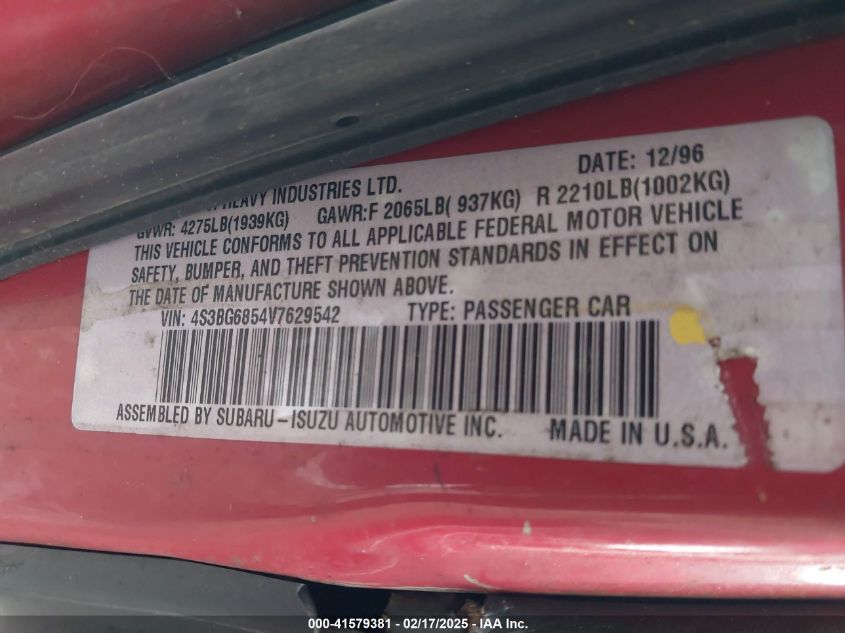 DATE: 12/96
HEAVY INDUSTRIES LTD.
GVWR: 4275LB(1939KG) GAWR:F 2065LB( 937KG) R 2210LB(1002KG)
THIS VEHICLE CONFORMS TO ALL APPLICABLE FEDERAL MOTOR VEHICLE
SAFETY, BUMPER, AND THEFT PREVENTION STANDARDS IN EFFECT ON
THE DATE OF MANUFACTURE SHOWN ABOVE.
VIN: 4S3BG6854V7629542 TYPE: PASSENGER CAR
ASSEMBLED BY SUBARU-ISUZU AUTOMOTIVE INC. MADE IN U.S.A.
000-41579381 - 02/17/2025 - IAA Inc.